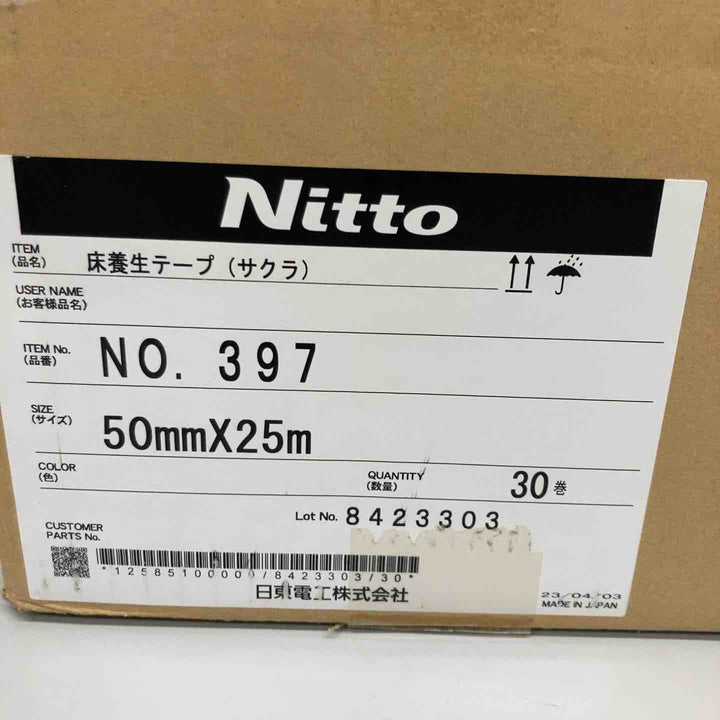 Nitto
ITEM
(品名) 床養生テープ (サクラ)
USER NAME
(お客様品名)
ITEM No.
(品番) NO. 397
SIZE
(サイズ) 50mmX25m
COLOR
(色)
QUANTITY
(数量) 30 巻
Lot No. 8423303
CUSTOMER
PARTS No.
*12585100000/8423303/30*
日東電工株式会社
23/04/03
MADE IN JAPAN